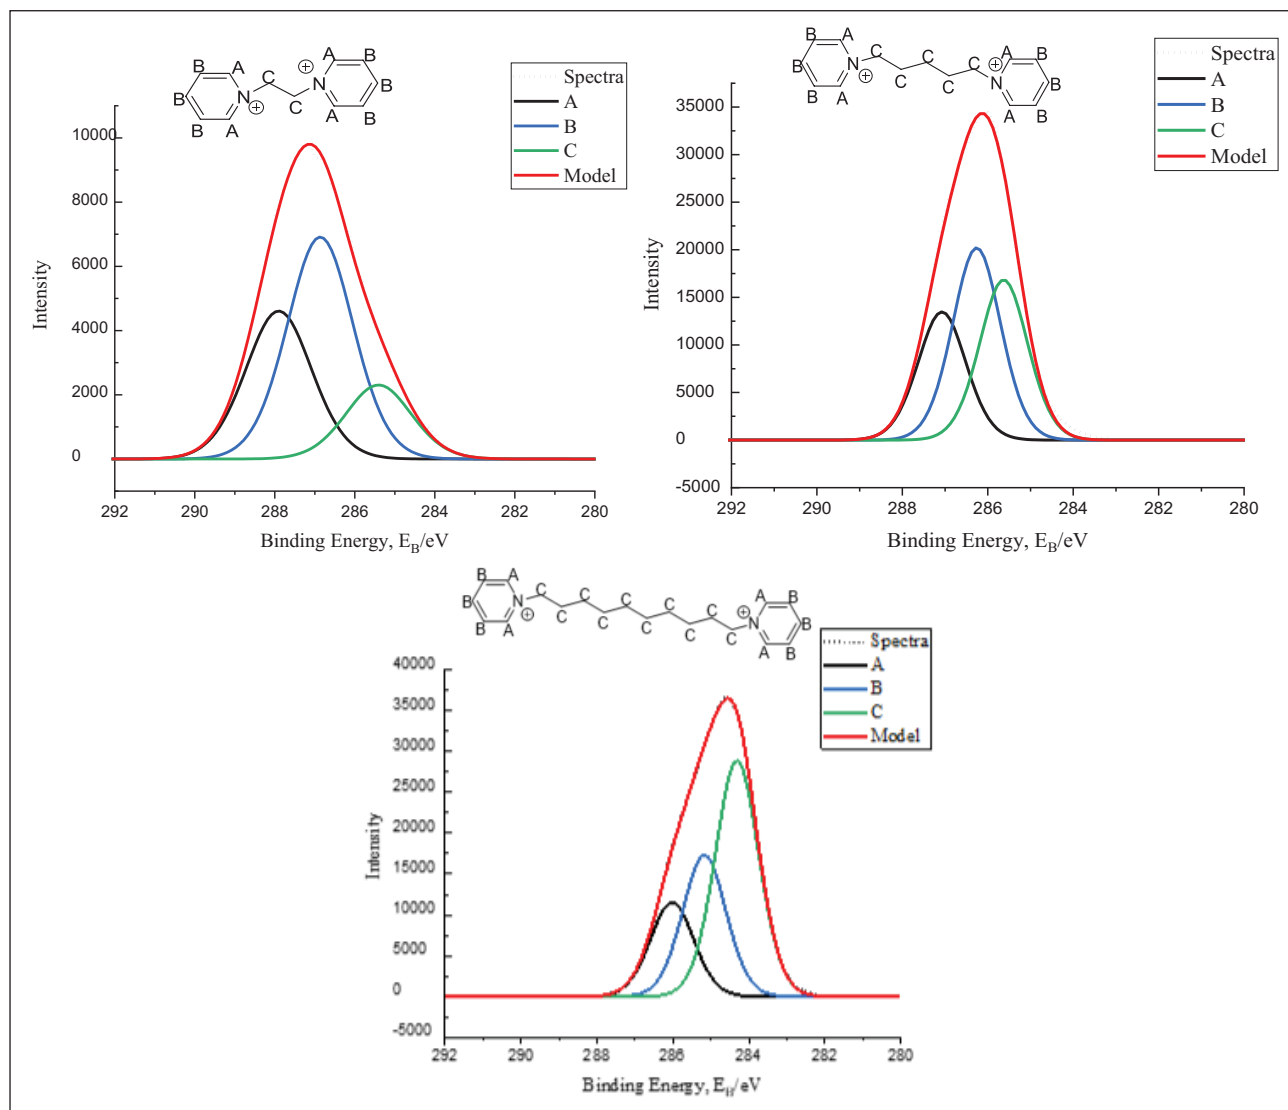 B A A B
B N C N B
B A C A B
Spectra
A
B
C
Model
10000
8000
6000
4000
2000
0
Intensity
292 290 288 286 284 282 280
Binding Energy, E_B/eV
B A C C A B
B N C C N B
B A A B
Spectra
A
B
C
Model
35000
30000
25000
20000
15000
10000
5000
0
-5000
Intensity
292 290 288 286 284 282 280
Binding Energy, E_B/eV
B A C C C C C A B
B N N B
B A C C C C C A B
Spectra
A
B
C
Model
40000
35000
30000
25000
20000
15000
10000
5000
0
-5000
Intensity
292 290 288 286 284 282 280
Binding Energy, E_B/eV